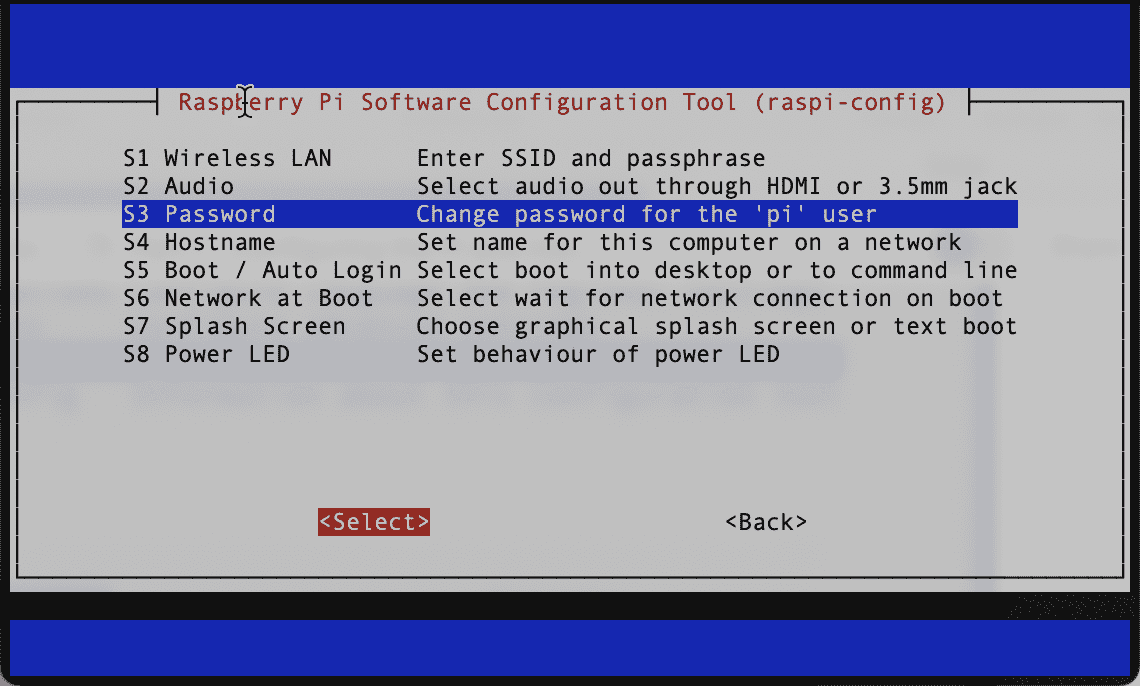 Raspberry Pi Software Configuration Tool (raspi-config)
S1 Wireless LAN Enter SSID and passphrase
S2 Audio Select audio out through HDMI or 3.5mm jack
S3 Password Change password for the 'pi' user
S4 Hostname Set name for this computer on a network
S5 Boot / Auto Login Select boot into desktop or to command line
S6 Network at Boot Select wait for network connection on boot
S7 Splash Screen Choose graphical splash screen or text boot
S8 Power LED Set behaviour of power LED
<Select> <Back>